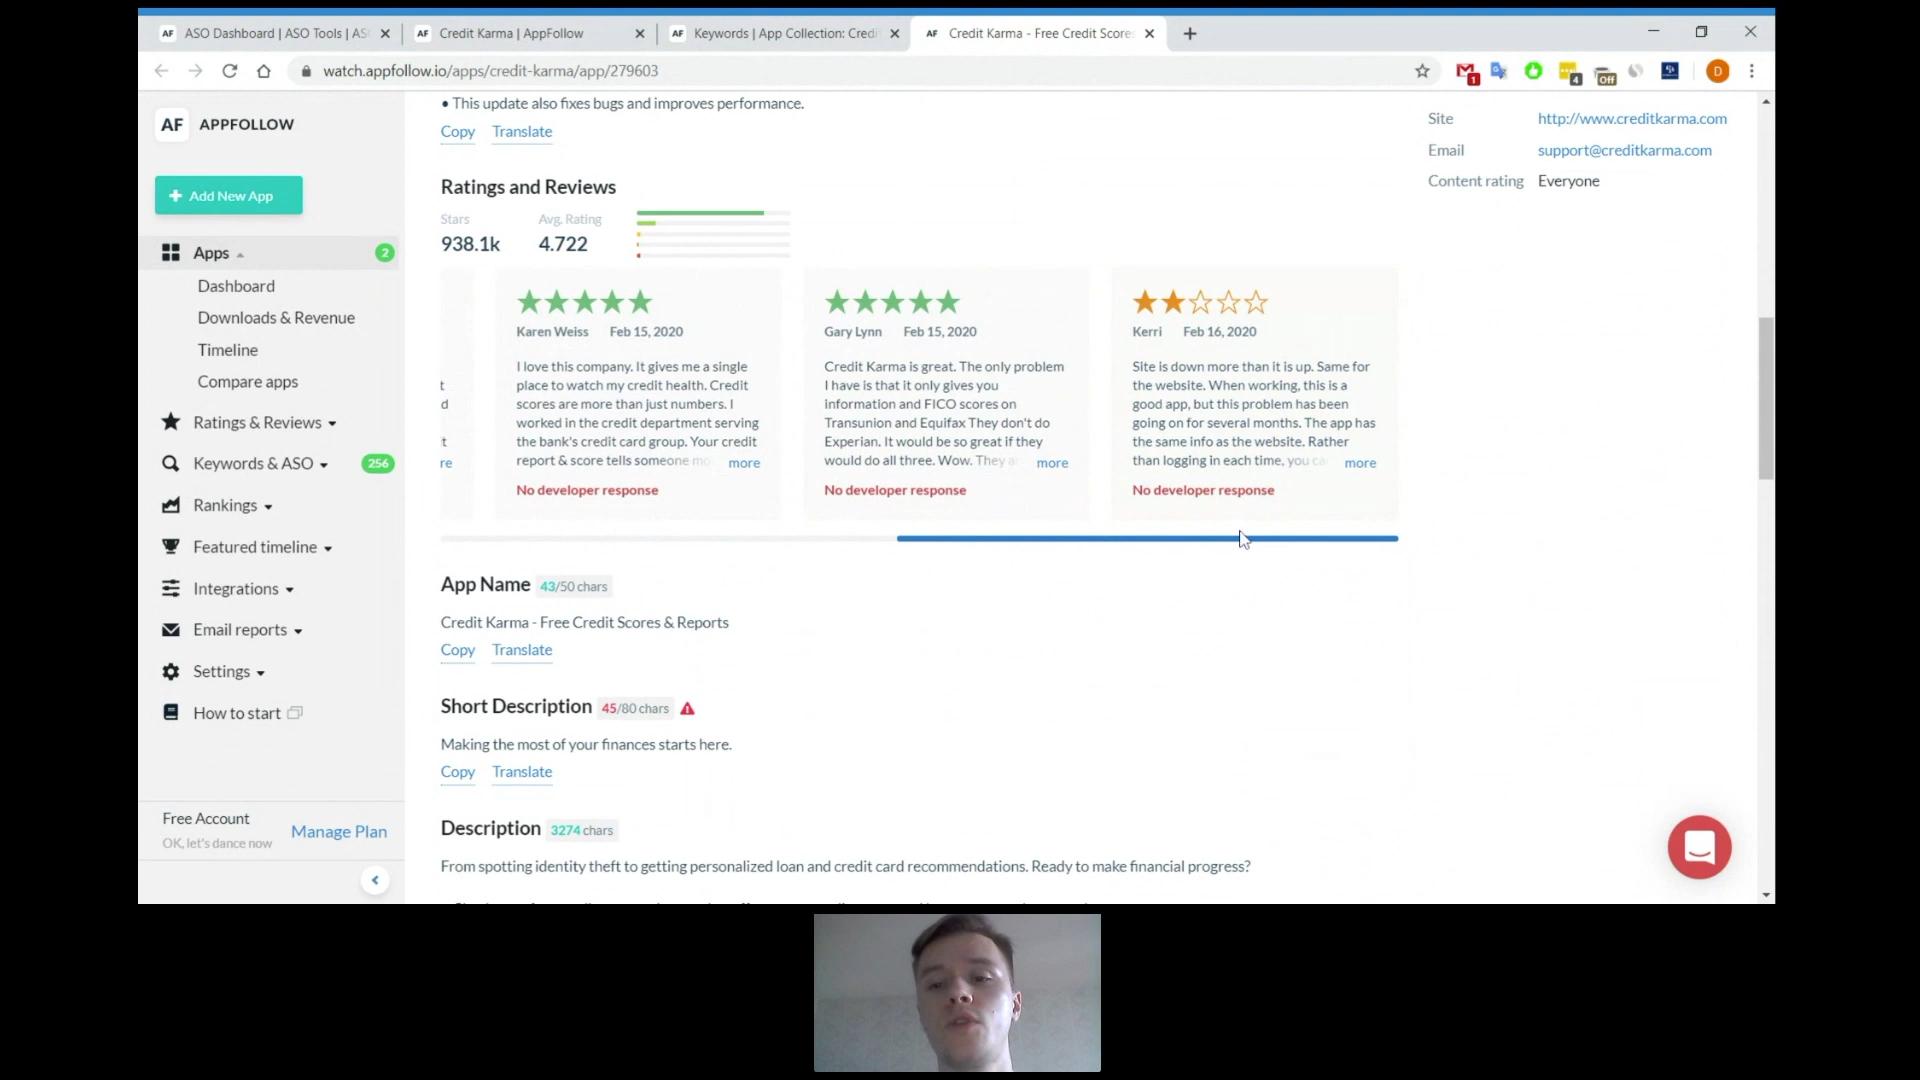 ASO Dashboard | ASO Tools | AS
Credit Karma | AppFollow
Keywords | App Collection: Credi
Credit Karma - Free Credit Scores
watch.appfollow.io/apps/credit-karma/app/279603
1
4
Off
D
AF APPFOLLOW
+ Add New App
Apps 2
Dashboard
Downloads & Revenue
Timeline
Compare apps
Ratings & Reviews
Keywords & ASO 256
Rankings
Featured timeline
Integrations
Email reports
Settings
How to start
Free Account
OK, let's dance now
Manage Plan
• This update also fixes bugs and improves performance.
Copy Translate
Ratings and Reviews
Stars Avg. Rating
938.1k 4.722
t
d
t
re
Karen Weiss Feb 15, 2020
I love this company. It gives me a single
place to watch my credit health. Credit
scores are more than just numbers. I
worked in the credit department serving
the bank's credit card group. Your credit
report & score tells someone mo more
No developer response
Gary Lynn Feb 15, 2020
Credit Karma is great. The only problem
I have is that it only gives you
information and FICO scores on
Transunion and Equifax They don't do
Experian. It would be so great if they
would do all three. Wow. They a more
No developer response
Kerri Feb 16, 2020
Site is down more than it is up. Same for
the website. When working, this is a
good app, but this problem has been
going on for several months. The app has
the same info as the website. Rather
than logging in each time, you ca more
No developer response
App Name 43/50 chars
Credit Karma - Free Credit Scores & Reports
Copy Translate
Short Description 45/80 chars
Making the most of your finances starts here.
Copy Translate
Description 3274 chars
From spotting identity theft to getting personalized loan and credit card recommendations. Ready to make financial progress?
Site http://www.creditkarma.com
Email support@creditkarma.com
Content rating Everyone